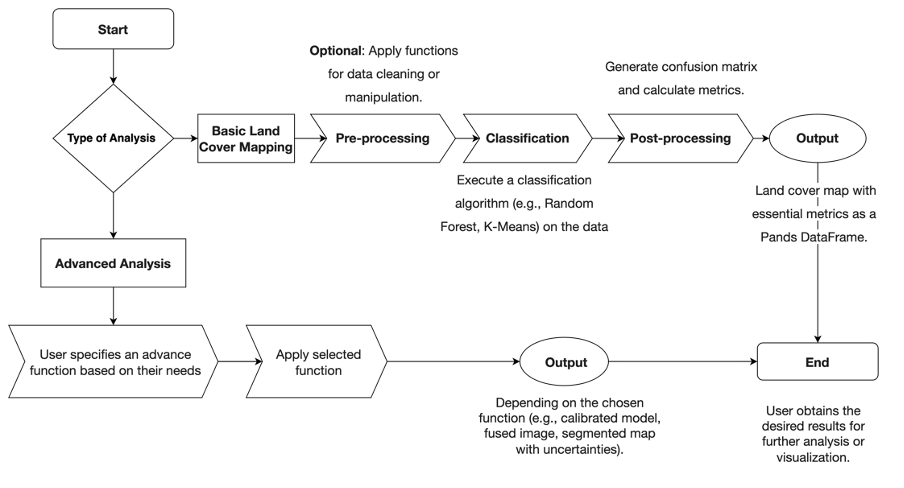 Start
Optional: Apply functions
for data cleaning or
manipulation.
Generate confusion matrix
and calculate metrics.
Type of Analysis
Basic Land
Cover Mapping
Pre-processing
Classification
Post-processing
Output
Execute a classification
algorithm (e.g., Random
Forest, K-Means) on the data
Land cover map with
essential metrics as a
Pands DataFrame.
Advanced Analysis
User specifies an advance
function based on their needs
Apply selected
function
Output
End
Depending on the chosen
function (e.g., calibrated model,
fused image, segmented map
with uncertainties).
User obtains the
desired results for
further analysis or
visualization.